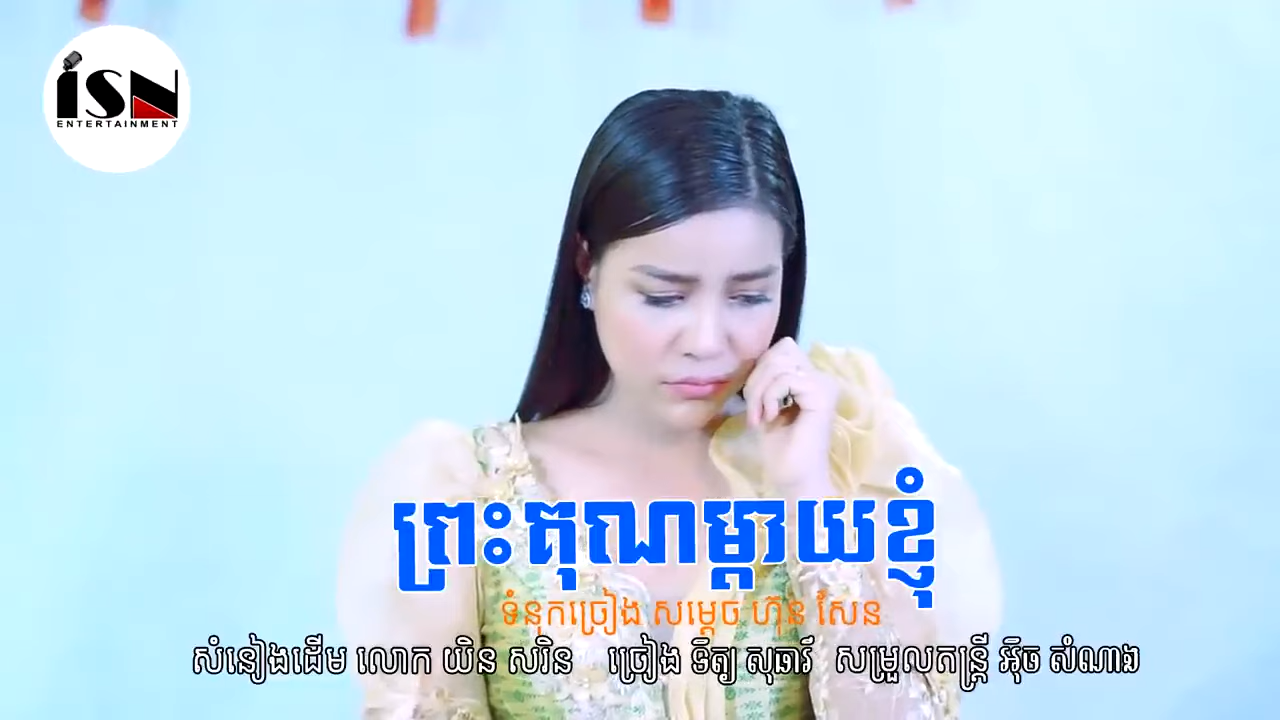 iSN
ENTERTAINMENT
ព្រះគុណម្ដាយខ្ញុំ
ទំនុកច្រៀង សម្ដេច ហ៊ុន សែន
សំនៀងដើម លោក យិន សរិន ច្រៀង ទិត្យ សុធាវី សម្រួលតន្ត្រី អ៊ិច សំណាង